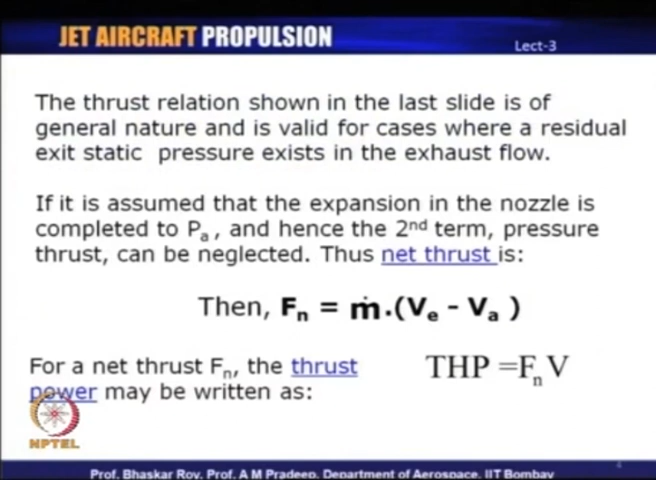 JET AIRCRAFT PROPULSION
Lect-3
The thrust relation shown in the last slide is of
general nature and is valid for cases where a residual
exit static pressure exists in the exhaust flow.
If it is assumed that the expansion in the nozzle is
completed to Pa , and hence the 2nd term, pressure
thrust, can be neglected. Thus net thrust is:
Then, Fn = ṁ.(Ve - Va )
For a net thrust Fn, the thrust
power may be written as:
THP =FnV
NPTEL
4
Prof. Bhaskar Roy, Prof. A M Pradeep, Department of Aerospace, IIT Bombay